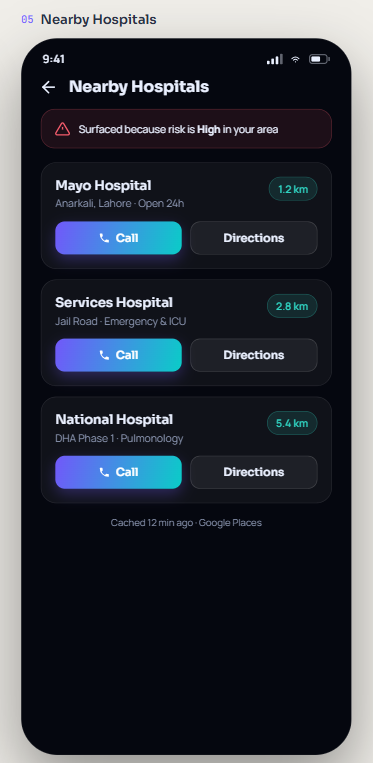 05 Nearby Hospitals
9:41
Nearby Hospitals
Surfaced because risk is High in your area
Mayo Hospital
1.2 km
Anarkali, Lahore · Open 24h
Call
Directions
Services Hospital
2.8 km
Jail Road · Emergency & ICU
Call
Directions
National Hospital
5.4 km
DHA Phase 1 · Pulmonology
Call
Directions
Cached 12 min ago · Google Places